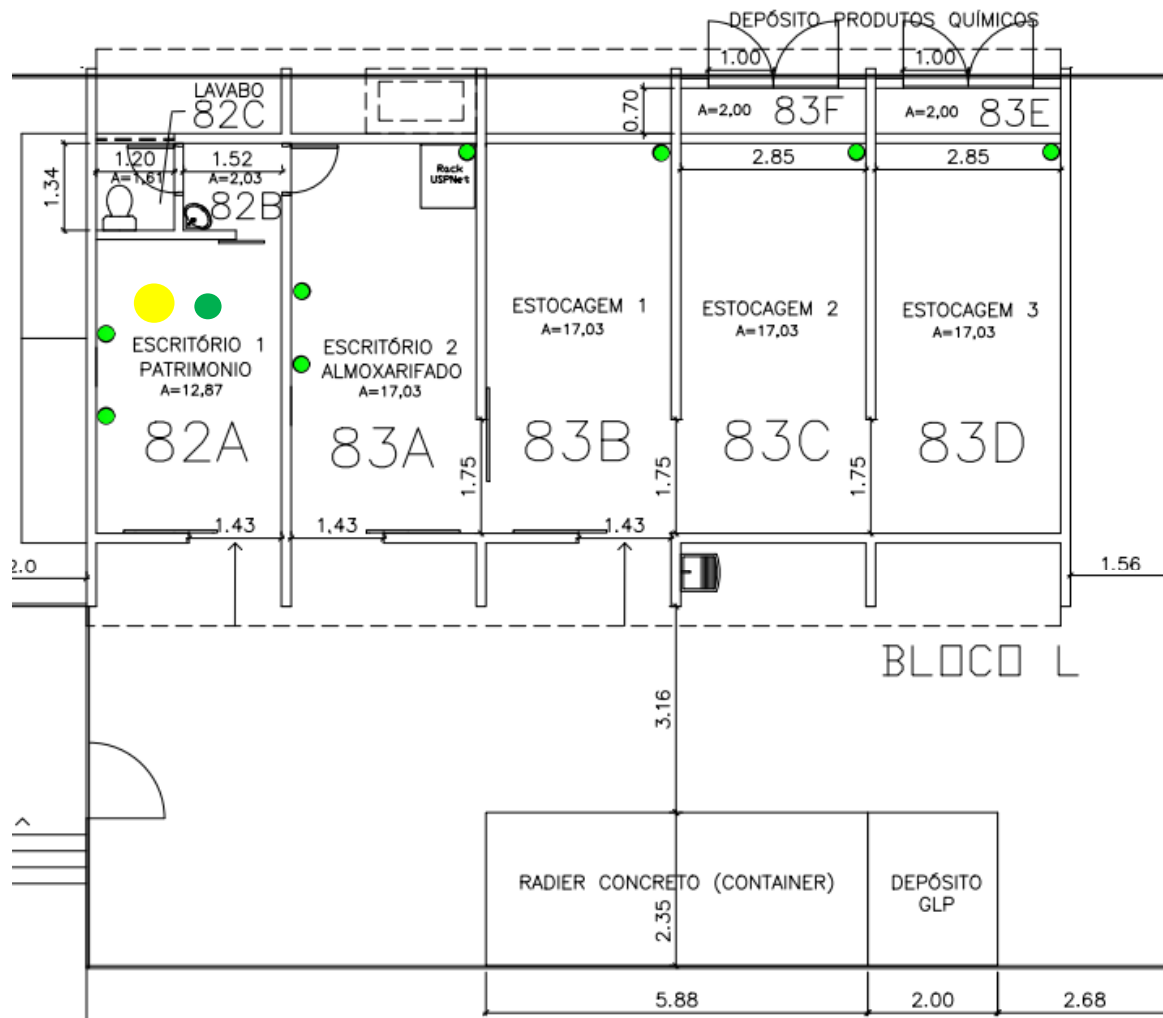 DEPÓSITO PRODUTOS QUÍMICOS
1.00
1.00
LAVABO
82C
0.70
A=2,00
83F
A=2,00
83E
1.20
A=1,61
1.52
A=2,03
82B
1.34
Rack
USPNet
2.85
2.85
ESCRITÓRIO 1
PATRIMONIO
A=12,87
82A
ESCRITÓRIO 2
ALMOXARIFADO
A=17,03
83A
ESTOCAGEM 1
A=17,03
83B
ESTOCAGEM 2
A=17,03
83C
ESTOCAGEM 3
A=17,03
83D
1.75
1.75
1.75
1.43
1.43
1.43
2.0
1.56
BLOCO L
3.16
RADIER CONCRETO (CONTAINER)
DEPÓSITO
GLP
2.35
5.88
2.00
2.68